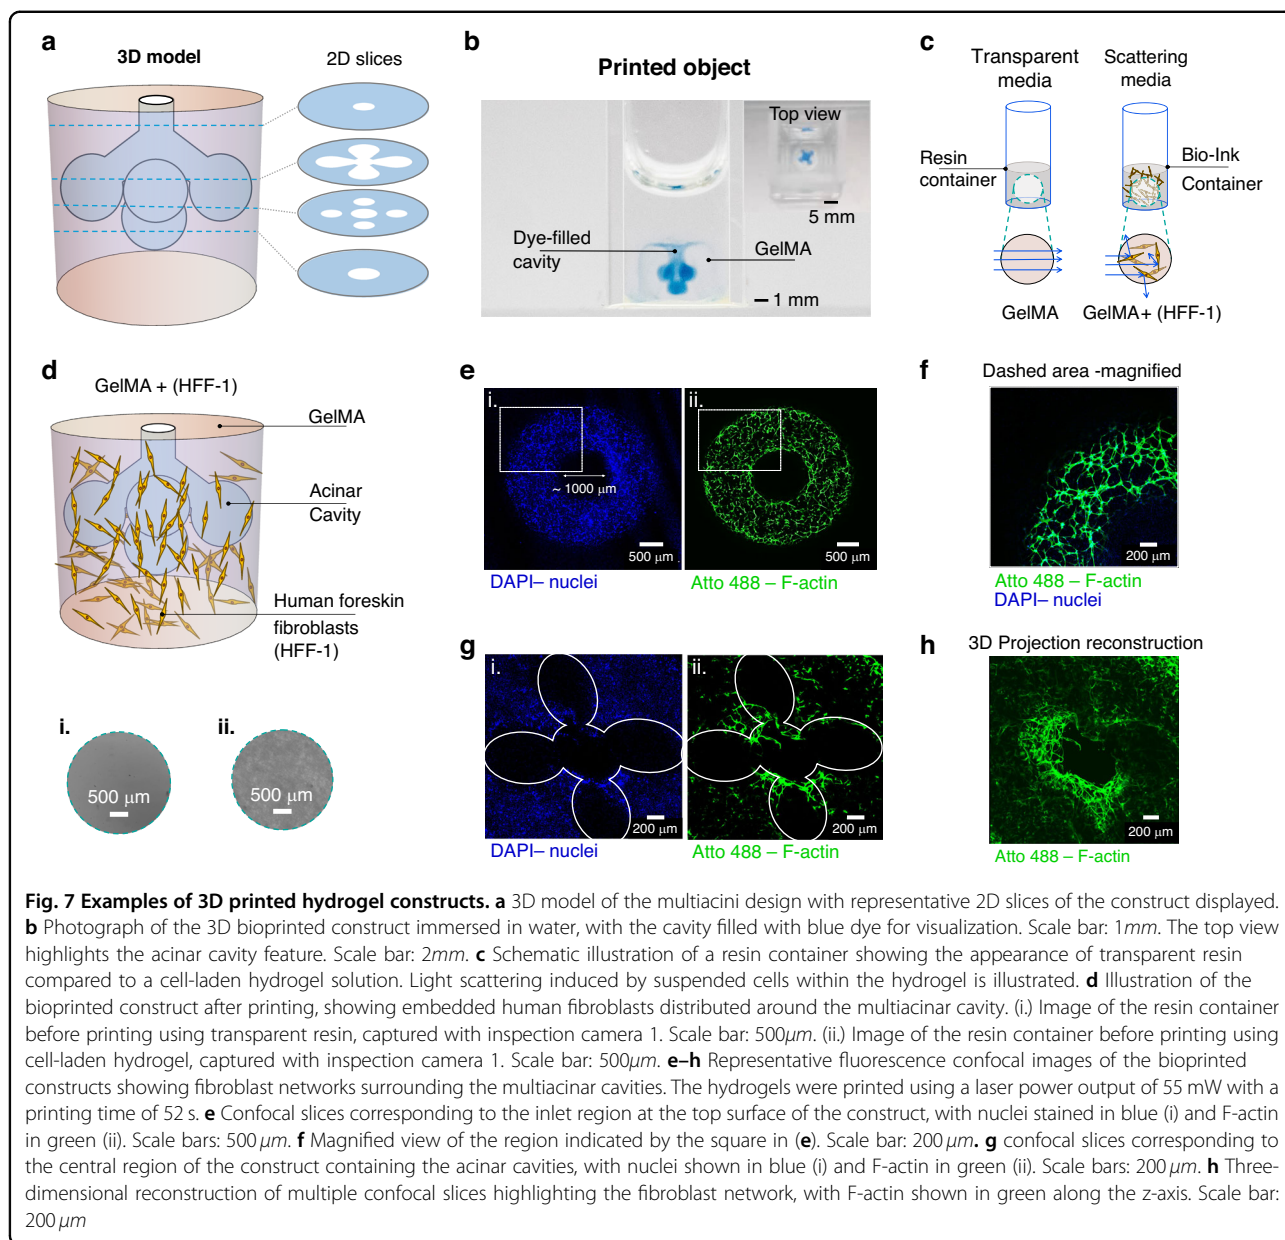 a
3D model
2D slices
b
Printed object
Top view
5 mm
Dye-filled
cavity
GelMA
1 mm
c
Transparent
media
Scattering
media
Resin
container
Bio-Ink
Container
GelMA
GelMA+ (HFF-1)
d
GelMA + (HFF-1)
GelMA
Acinar
Cavity
Human foreskin
fibroblasts
(HFF-1)
i.
500 μm
ii.
500 μm
e
i.
~ 1000 μm
500 μm
DAPI– nuclei
ii.
500 μm
Atto 488 – F-actin
f
Dashed area -magnified
200 μm
Atto 488 – F-actin
DAPI– nuclei
g
i.
200 μm
DAPI– nuclei
ii.
200 μm
Atto 488 – F-actin
h
3D Projection reconstruction
200 μm
Atto 488 – F-actin
Fig. 7 Examples of 3D printed hydrogel constructs. a 3D model of the multiacini design with representative 2D slices of the construct displayed.
b Photograph of the 3D bioprinted construct immersed in water, with the cavity filled with blue dye for visualization. Scale bar: 1mm. The top view
highlights the acinar cavity feature. Scale bar: 2mm. c Schematic illustration of a resin container showing the appearance of transparent resin
compared to a cell-laden hydrogel solution. Light scattering induced by suspended cells within the hydrogel is illustrated. d Illustration of the
bioprinted construct after printing, showing embedded human fibroblasts distributed around the multiacinar cavity. (i.) Image of the resin container
before printing using transparent resin, captured with inspection camera 1. Scale bar: 500μm. (ii.) Image of the resin container before printing using
cell-laden hydrogel, captured with inspection camera 1. Scale bar: 500μm. e–h Representative fluorescence confocal images of the bioprinted
constructs showing fibroblast networks surrounding the multiacinar cavities. The hydrogels were printed using a laser power output of 55 mW with a
printing time of 52 s. e Confocal slices corresponding to the inlet region at the top surface of the construct, with nuclei stained in blue (i) and F-actin
in green (ii). Scale bars: 500 μm. f Magnified view of the region indicated by the square in (e). Scale bar: 200 μm. g confocal slices corresponding to
the central region of the construct containing the acinar cavities, with nuclei shown in blue (i) and F-actin in green (ii). Scale bars: 200 μm. h Three-
dimensional reconstruction of multiple confocal slices highlighting the fibroblast network, with F-actin shown in green along the z-axis. Scale bar:
200 μm